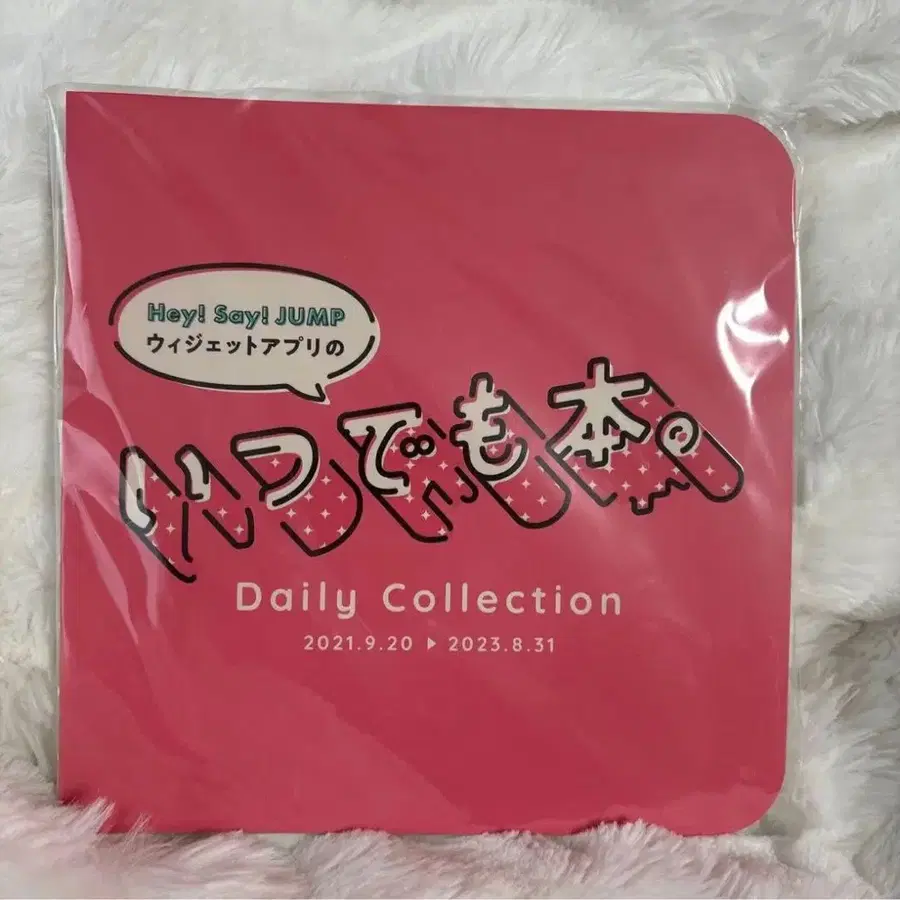 Hey! Say! JUMP
ウィジェットアプリの
いつでも本。
Daily Collection
2021.9.20 ▶ 2023.8.31